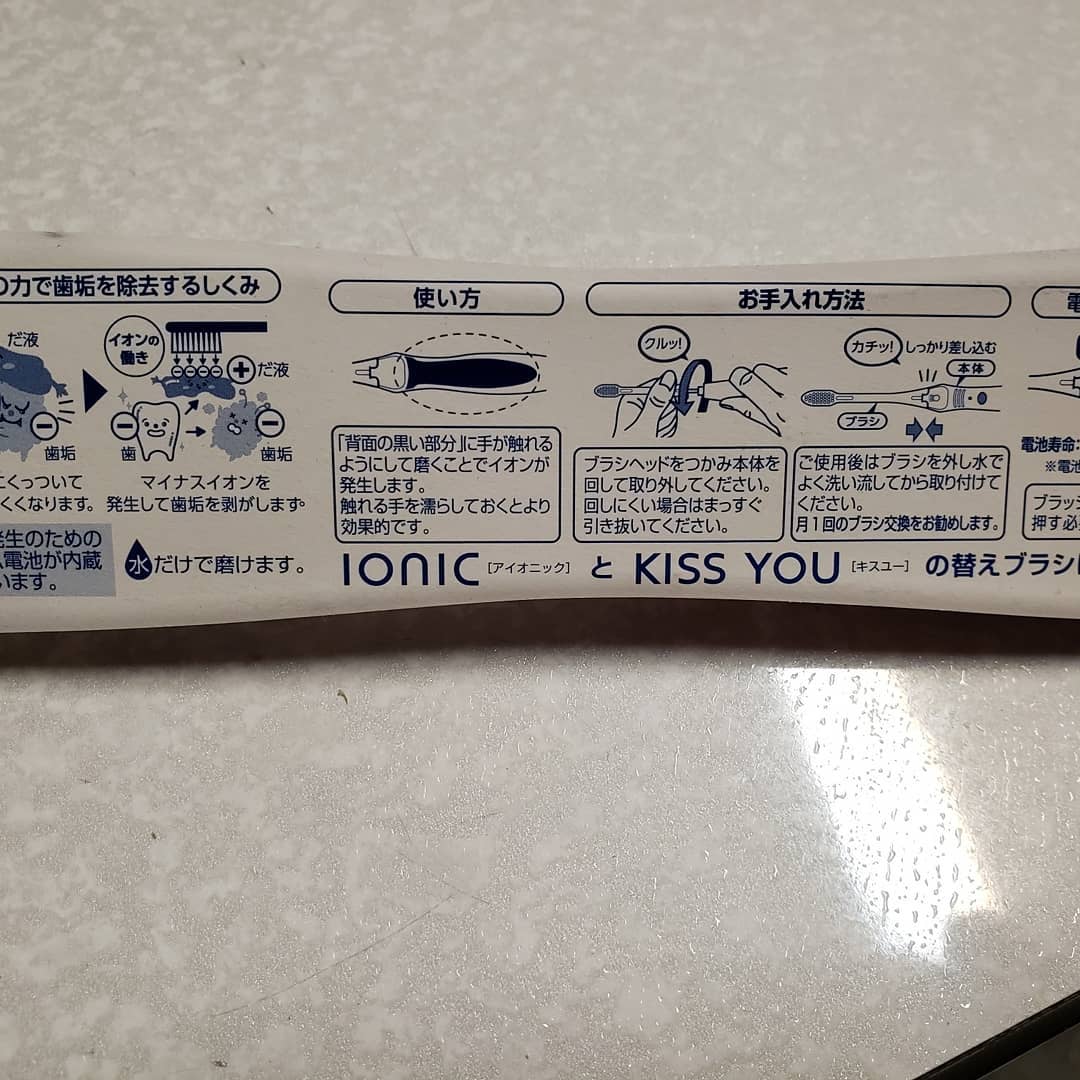 の力で歯垢を除去するしくみ
だ液
歯垢
こくっついて
くくなります。
イオンの
働き
だ液
歯
歯垢
マイナスイオンを
発生して歯垢を剥がします。
発生のための
電池が内蔵
います。
水だけで磨けます。
使い方
「背面の黒い部分」に手が触れる
ようにして磨くことでイオンが
発生します。
触れる手を濡らしておくとより
効果的です。
お手入れ方法
クルッ!
ブラシヘッドをつかみ本体を
回して取り外してください。
回しにくい場合はまっすぐ
引き抜いてください。
カチッ! しっかり差し込む
本体
ブラシ
ご使用後はブラシを外し水で
よく洗い流してから取り付けて
ください。
月1回のブラシ交換をお勧めします。
電
電池寿命:
※電池
ブラッ
押す必
IONIC [アイオニック] と KISS YOU [キスユー] の替えブラシ